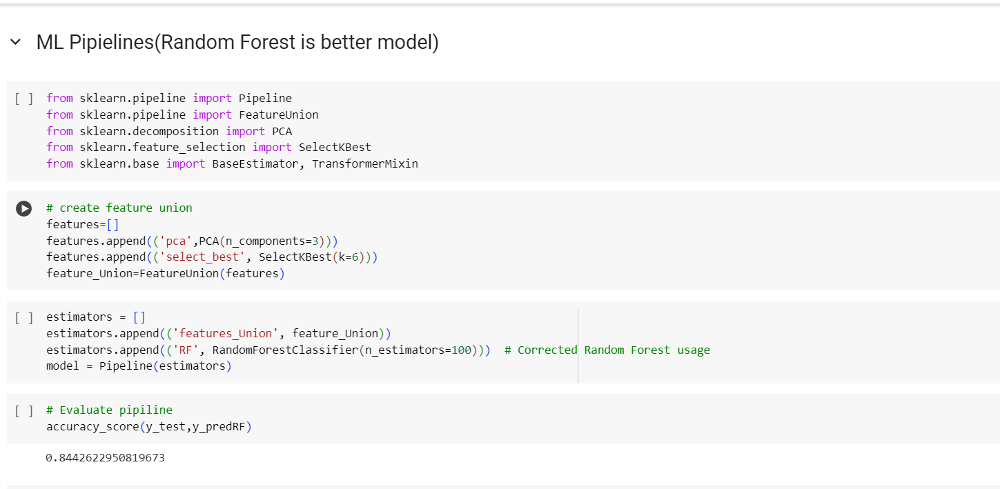 ML Pipielines(Random Forest is better model)
[ ] from sklearn.pipeline import Pipeline
from sklearn.pipeline import FeatureUnion
from sklearn.decomposition import PCA
from sklearn.feature_selection import SelectKBest
from sklearn.base import BaseEstimator, TransformerMixin
# create feature union
features=[]
features.append(('pca',PCA(n_components=3)))
features.append(('select_best', SelectKBest(k=6)))
feature_Union=FeatureUnion(features)
[ ] estimators = []
estimators.append(('features_Union', feature_Union))
estimators.append(('RF', RandomForestClassifier(n_estimators=100)))  # Corrected Random Forest usage
model = Pipeline(estimators)
[ ] # Evaluate pipiline
accuracy_score(y_test,y_predRF)
0.8442622950819673